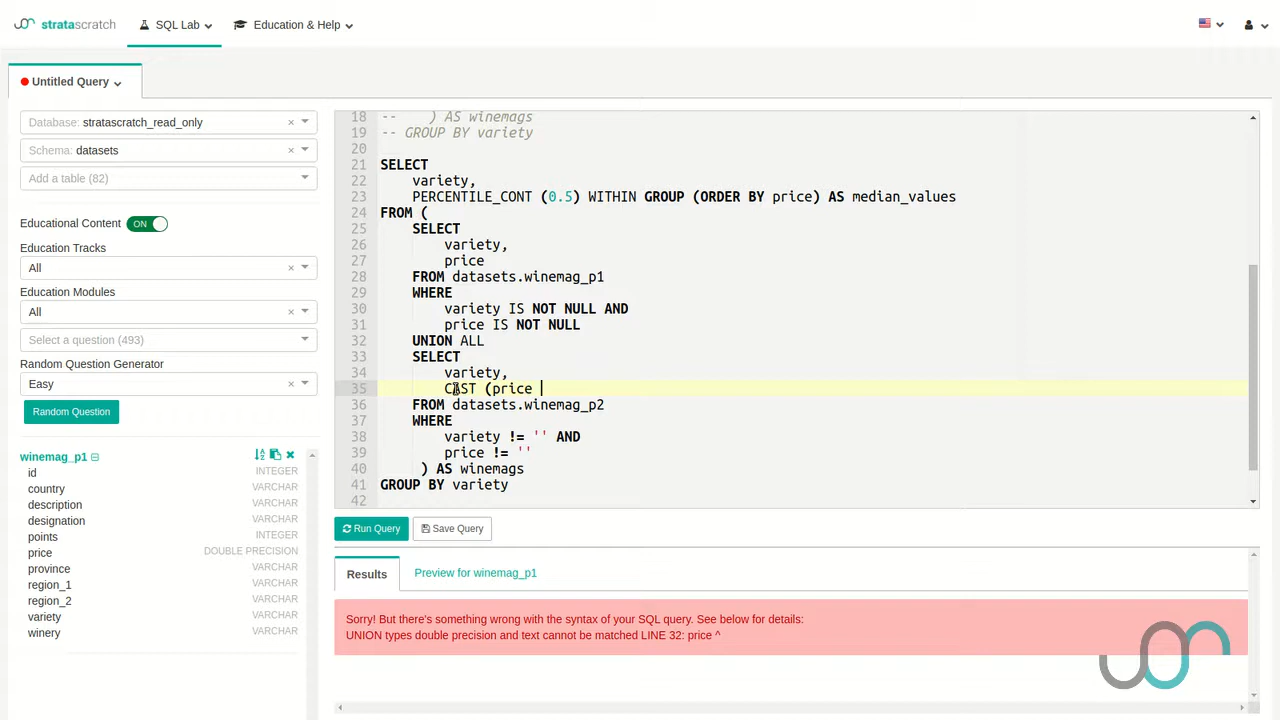 stratascratch SQL Lab Education & Help
Untitled Query
Database: stratascratch_read_only
Schema: datasets
Add a table (82)
Educational Content ON
Education Tracks
All
Education Modules
All
Select a question (493)
Random Question Generator
Easy
Random Question
winemag_p1
id INTEGER
country VARCHAR
description VARCHAR
designation VARCHAR
points INTEGER
price DOUBLE PRECISION
province VARCHAR
region_1 VARCHAR
region_2 VARCHAR
variety VARCHAR
winery VARCHAR
18 -- ) AS winemags
19 -- GROUP BY variety
20
21 SELECT
22 variety,
23 PERCENTILE_CONT (0.5) WITHIN GROUP (ORDER BY price) AS median_values
24 FROM (
25 SELECT
26 variety,
27 price
28 FROM datasets.winemag_p1
29 WHERE
30 variety IS NOT NULL AND
31 price IS NOT NULL
32 UNION ALL
33 SELECT
34 variety,
35 CAST (price
36 FROM datasets.winemag_p2
37 WHERE
38 variety != '' AND
39 price != ''
40 ) AS winemags
41 GROUP BY variety
42
Run Query Save Query
Results Preview for winemag_p1
Sorry! But there's something wrong with the syntax of your SQL query. See below for details:
UNION types double precision and text cannot be matched LINE 32: price ^